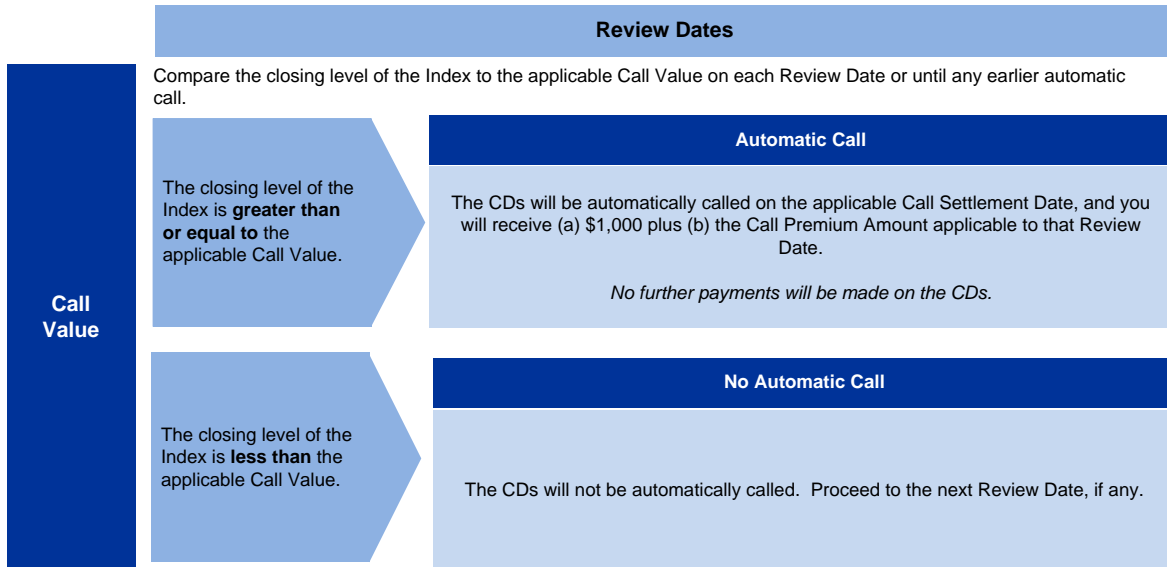 Review Dates
Compare the closing level of the Index to the applicable Call Value on each Review Date or until any earlier automatic
call.
Call
Value
The closing level of the
Index is greater than
or equal to the
applicable Call Value.
Automatic Call
The CDs will be automatically called on the applicable Call Settlement Date, and you
will receive (a) $1,000 plus (b) the Call Premium Amount applicable to that Review
Date.
No further payments will be made on the CDs.
The closing level of the
Index is less than the
applicable Call Value.
No Automatic Call
The CDs will not be automatically called.  Proceed to the next Review Date, if any.